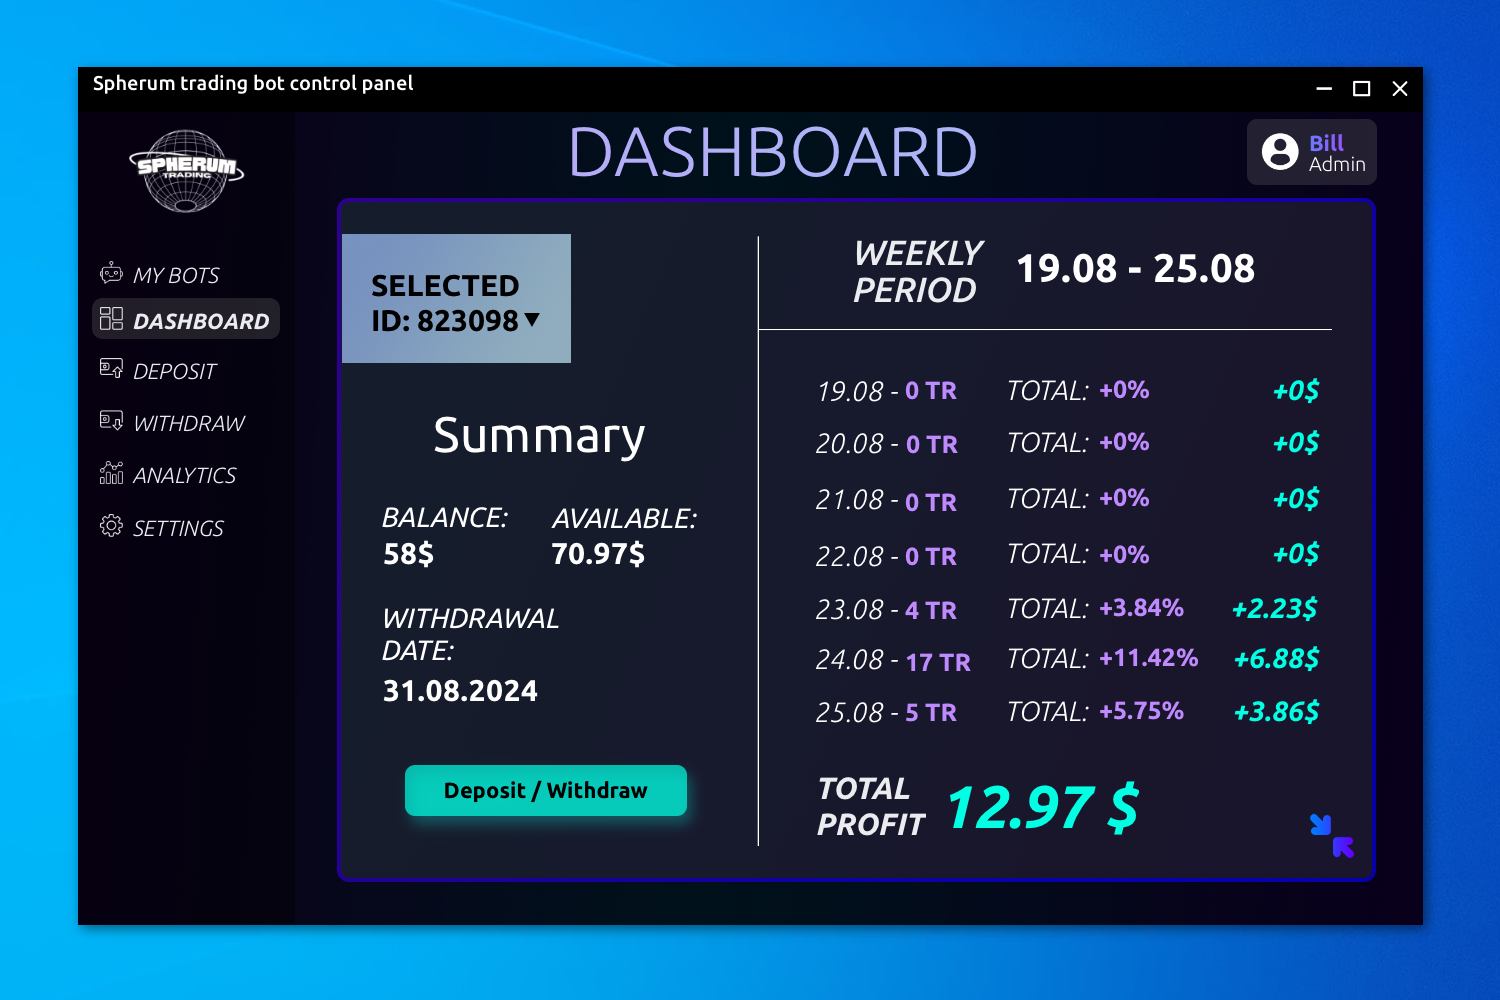 Spherum trading bot control panel
SPHERUM
TRADING
DASHBOARD
Bill
Admin
MY BOTS
DASHBOARD
DEPOSIT
WITHDRAW
ANALYTICS
SETTINGS
SELECTED
ID: 823098▼
Summary
BALANCE: AVAILABLE:
58$ 70.97$
WITHDRAWAL
DATE:
31.08.2024
Deposit / Withdraw
WEEKLY
PERIOD
19.08 - 25.08
19.08 - 0 TR TOTAL: +0% +0$
20.08 - 0 TR TOTAL: +0% +0$
21.08 - 0 TR TOTAL: +0% +0$
22.08 - 0 TR TOTAL: +0% +0$
23.08 - 4 TR TOTAL: +3.84% +2.23$
24.08 - 17 TR TOTAL: +11.42% +6.88$
25.08 - 5 TR TOTAL: +5.75% +3.86$
TOTAL
PROFIT
12.97 $